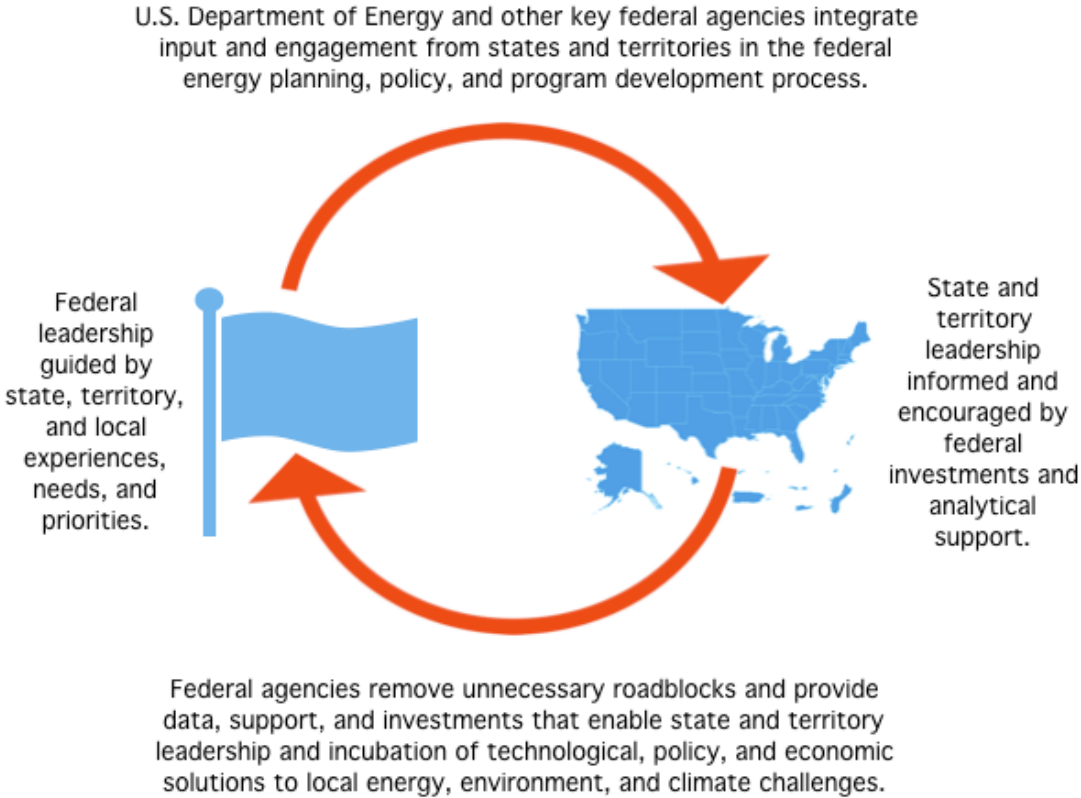 U.S. Department of Energy and other key federal agencies integrate
input and engagement from states and territories in the federal
energy planning, policy, and program development process.
Federal
leadership
guided by
state, territory,
and local
experiences,
needs, and
priorities.
State and
territory
leadership
informed and
encouraged by
federal
investments and
analytical
support.
Federal agencies remove unnecessary roadblocks and provide
data, support, and investments that enable state and territory
leadership and incubation of technological, policy, and economic
solutions to local energy, environment, and climate challenges.